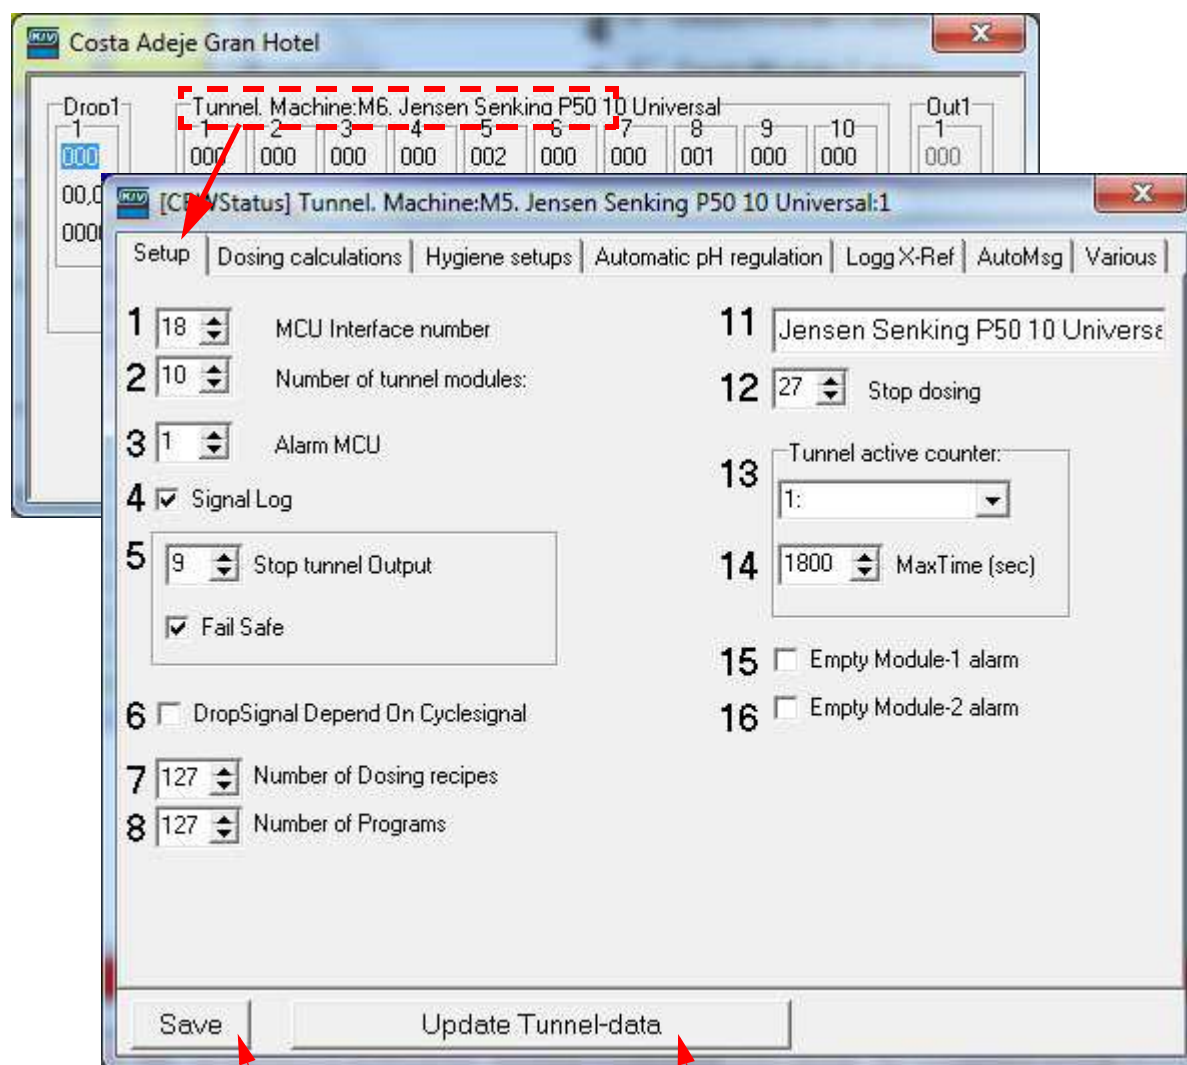 KJV Costa Adeje Gran Hotel
Drop1 Tunnel. Machine:M6. Jensen Senking P50 10 Universal Out1
1 1 2 3 4 5 6 7 8 9 10 1
000 000 000 000 000 002 000 000 001 000 000 000
00.0
000
[CBWStatus] Tunnel. Machine:M5. Jensen Senking P50 10 Universal:1
Setup Dosing calculations Hygiene setups Automatic pH regulation Logg X-Ref AutoMsg Various
1 18 MCU Interface number 11 Jensen Senking P50 10 Universa
2 10 Number of tunnel modules: 12 27 Stop dosing
3 1 Alarm MCU 13 Tunnel active counter:
4 Signal Log 1:
5 9 Stop tunnel Output 14 1800 MaxTime (sec)
Fail Safe
15 Empty Module-1 alarm
6 DropSignal Depend On Cyclesignal 16 Empty Module-2 alarm
7 127 Number of Dosing recipes
8 127 Number of Programs
Save Update Tunnel-data